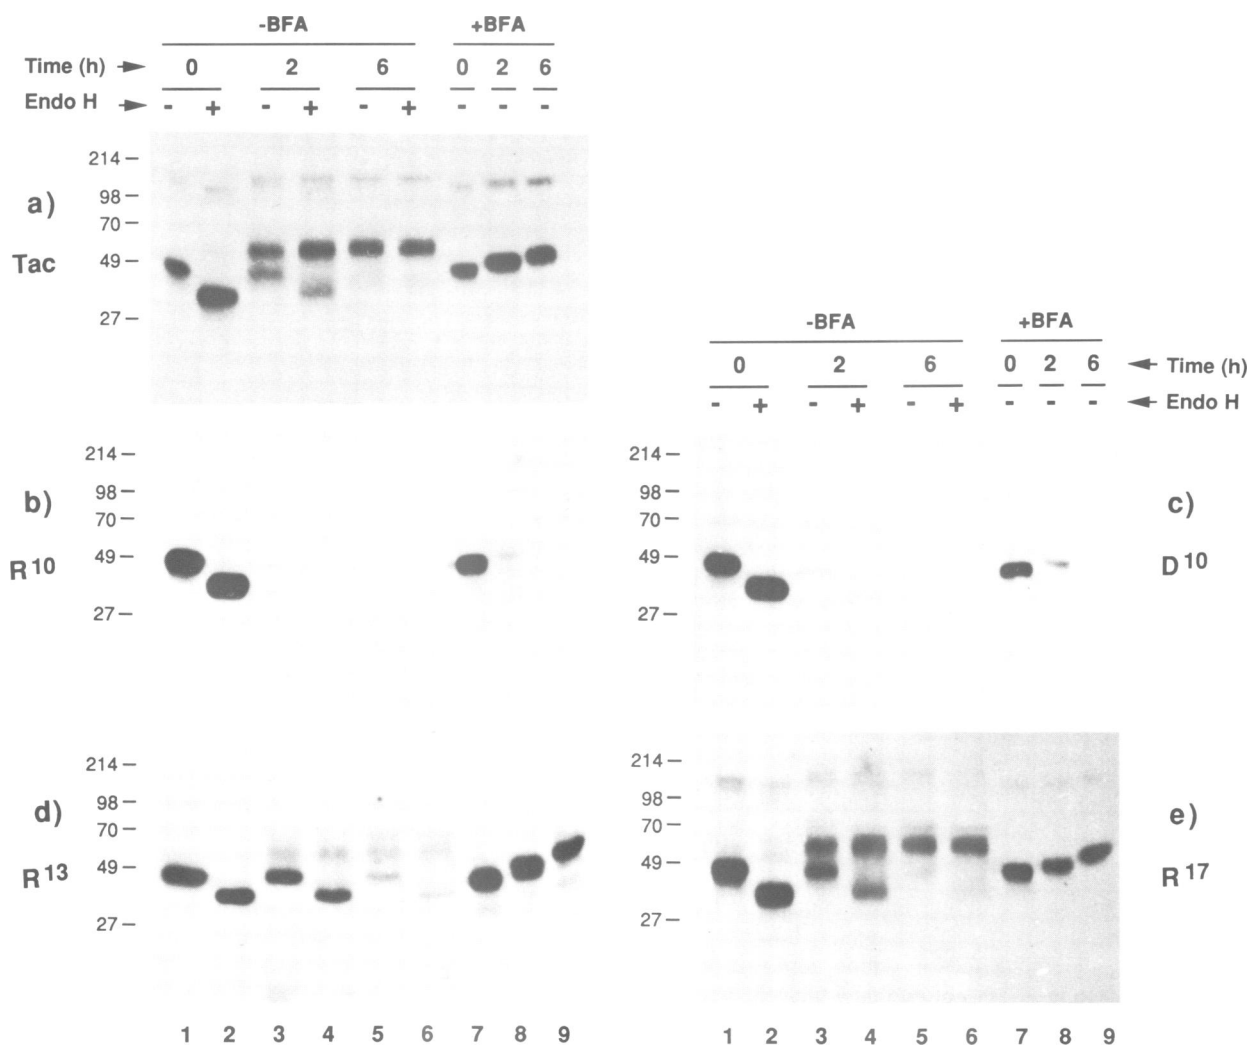 -BFA +BFA
Time (h) 0 2 6 0 2 6
Endo H - + - + - + - - -
214
98
a)
70
Tac
49
27
-BFA +BFA
0 2 6 0 2 6 Time (h)
- + - + - + - - - Endo H
214
98
b)
70
49
R10
27
214
98
c)
70
49
D10
27
214
98
d)
70
49
R13
27
214
98
e)
70
49
R17
27
1 2 3 4 5 6 7 8 9
1 2 3 4 5 6 7 8 9